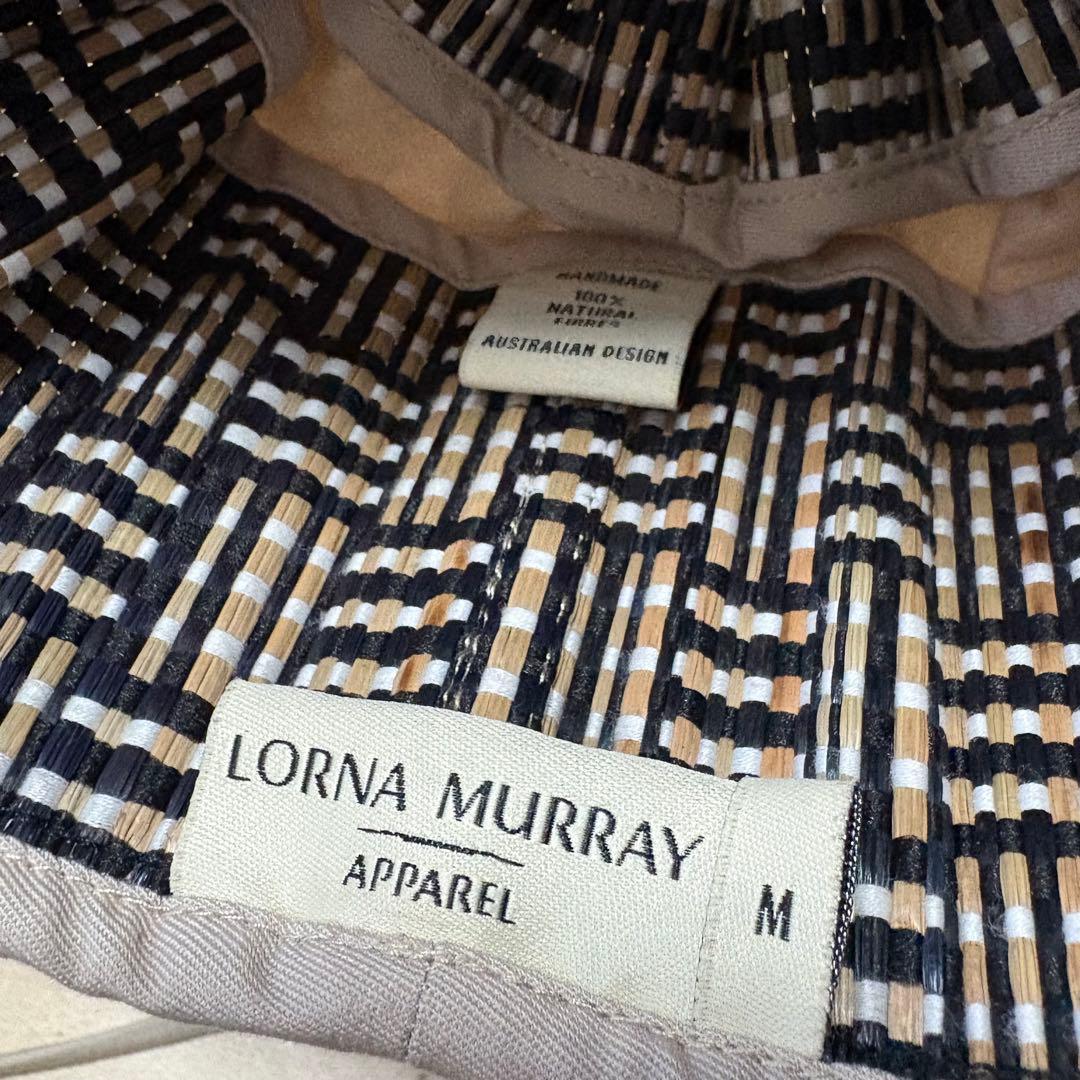 HANDMADE
100%
NATURAL
FIBRES
AUSTRALIAN DESIGN
LORNA MURRAY
APPAREL
M